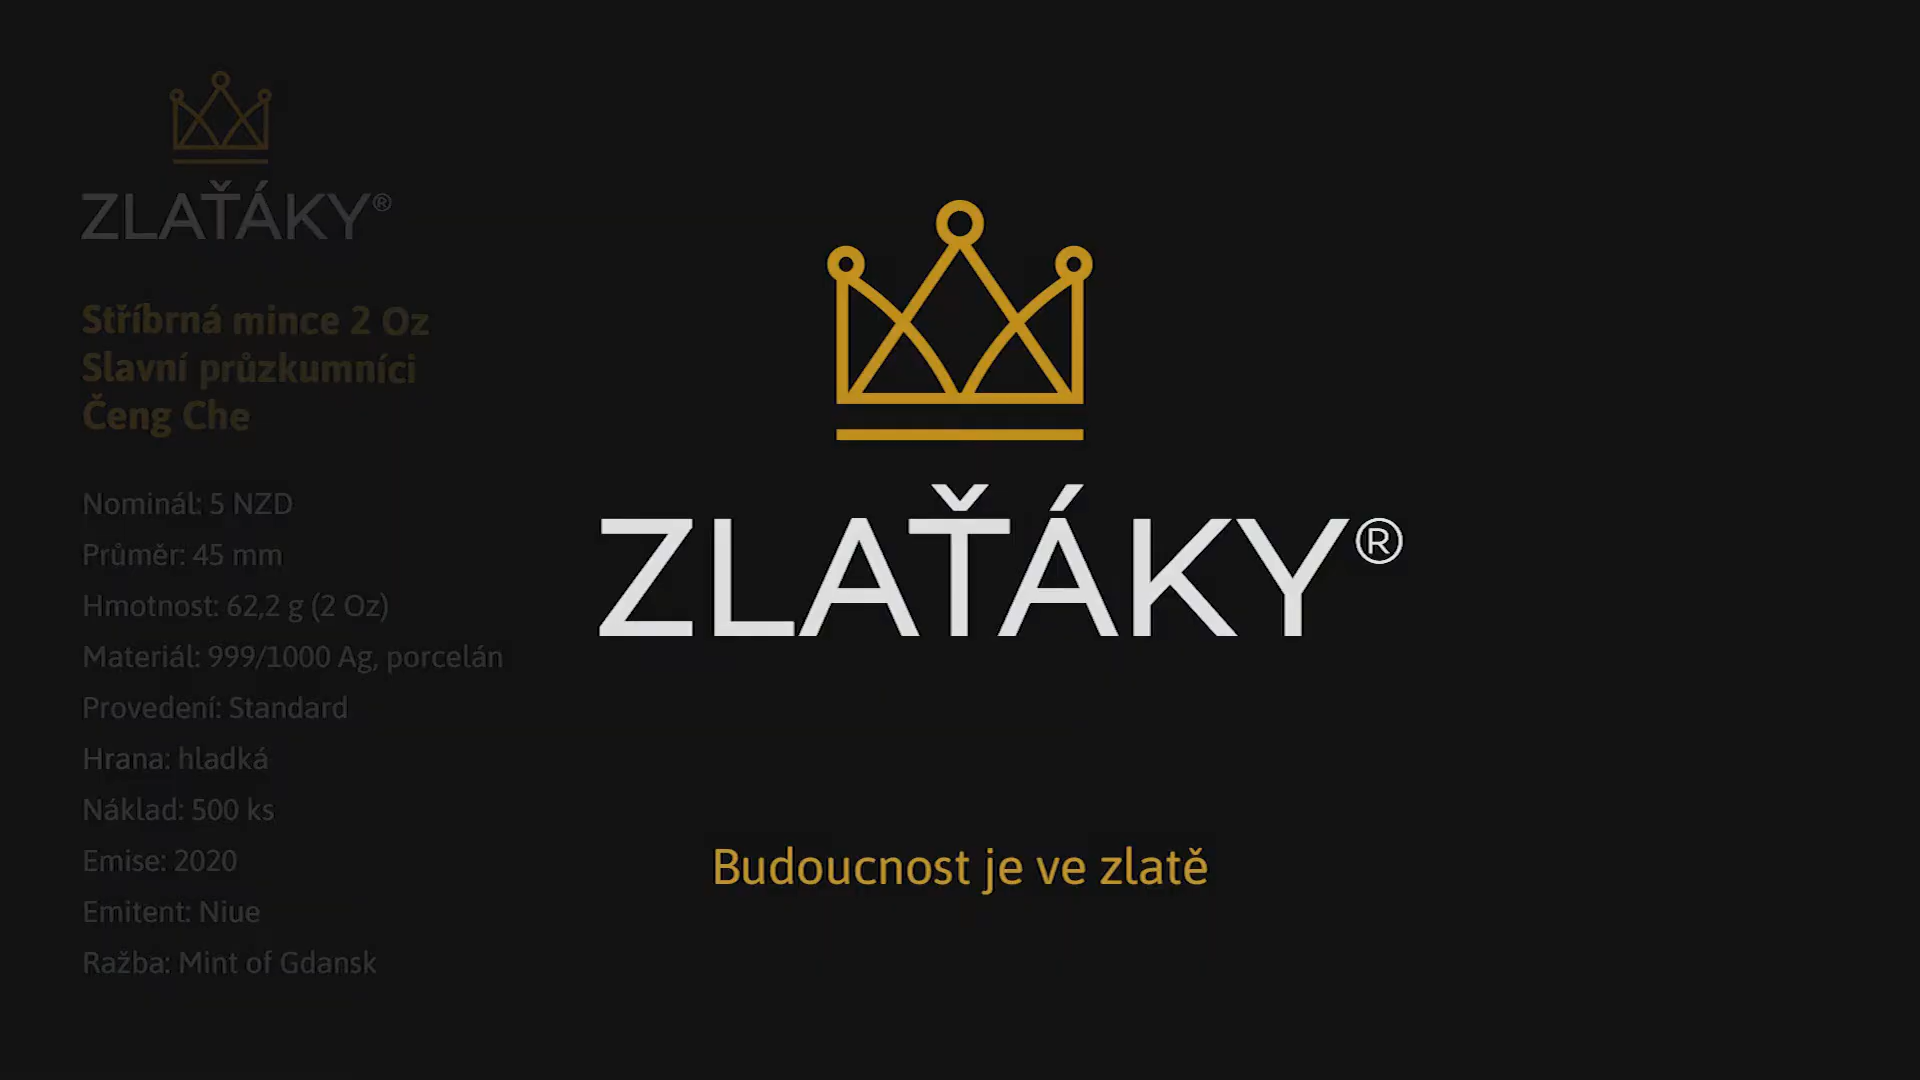 ZLAŤÁKY®
Stříbrná mince 2 Oz
Slavní průzkumníci
Čeng Che
Nominál: 5 NZD
Průměr: 45 mm
Hmotnost: 62,2 g (2 Oz)
Materiál: 999/1000 Ag, porcelán
Provedení: Standard
Hrana: hladká
Náklad: 500 ks
Emise: 2020
Emitent: Niue
Ražba: Mint of Gdansk
ZLAŤÁKY®
Budoucnost je ve zlatě